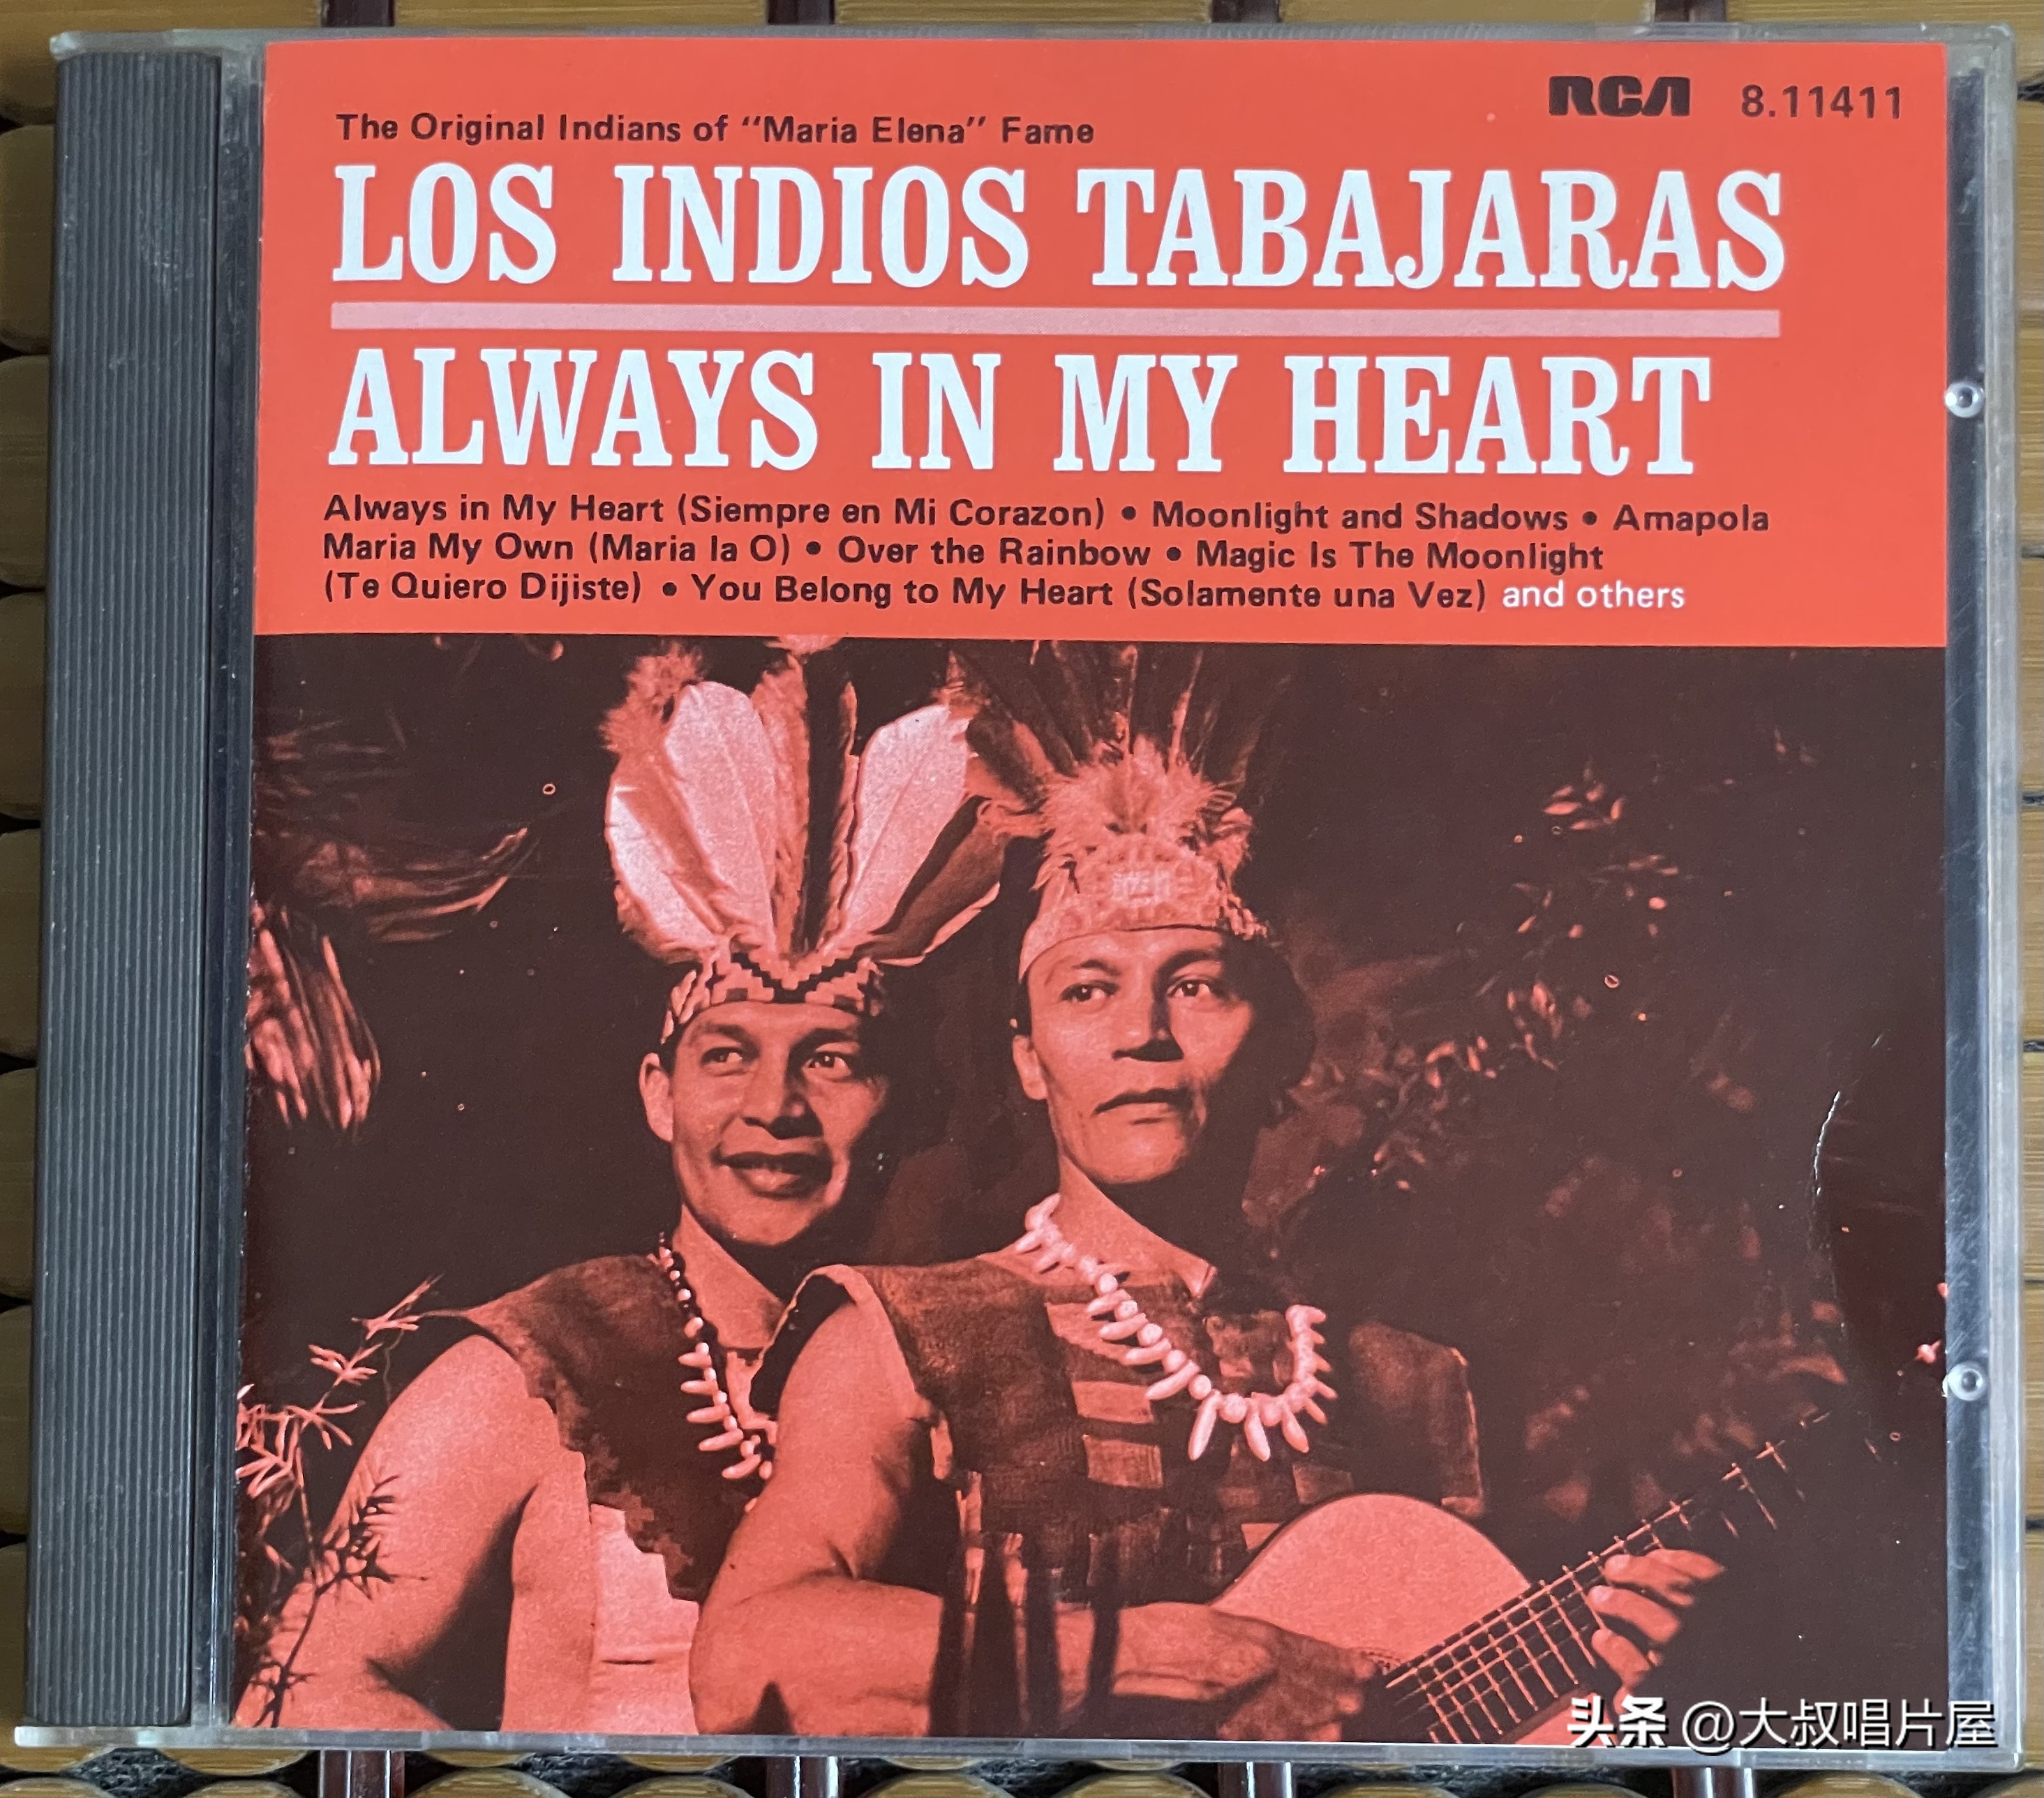 RCA 8.11411
The Original Indians of "Maria Elena" Fame
LOS INDIOS TABAJARAS
ALWAYS IN MY HEART
Always in My Heart (Siempre en Mi Corazon) • Moonlight and Shadows • Amapola
Maria My Own (Maria la O) • Over the Rainbow • Magic Is The Moonlight
(Te Quiero Dijiste) • You Belong to My Heart (Solamente una Vez) and others
头条 @大叔唱片屋